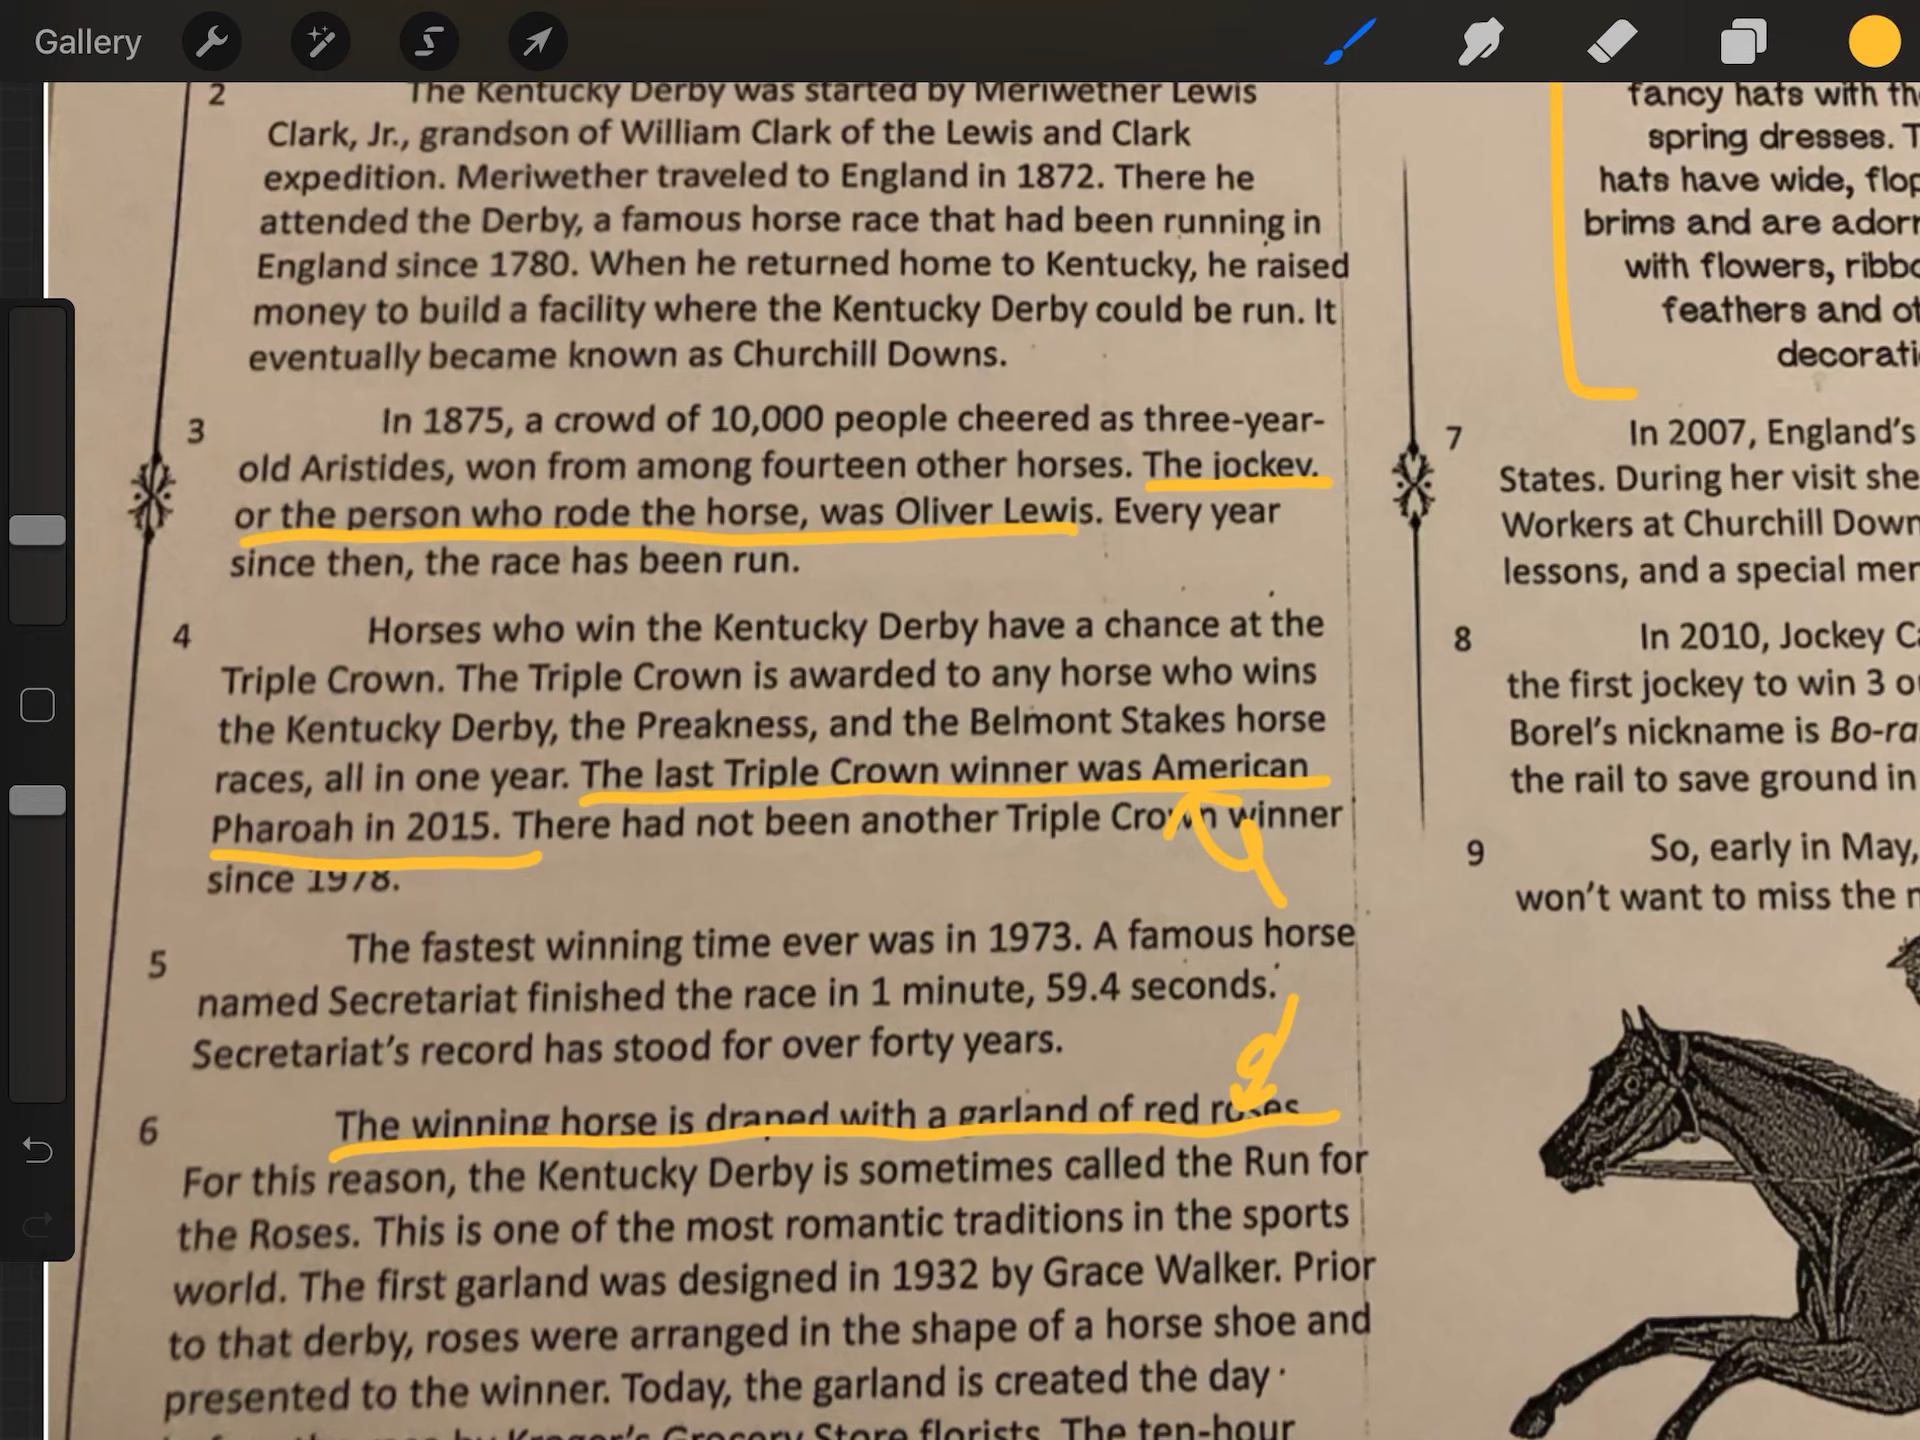 Gallery
2 The Kentucky Derby was started by Meriwether Lewis
Clark, Jr., grandson of William Clark of the Lewis and Clark
expedition. Meriwether traveled to England in 1872. There he
attended the Derby, a famous horse race that had been running in
England since 1780. When he returned home to Kentucky, he raised
money to build a facility where the Kentucky Derby could be run. It
eventually became known as Churchill Downs.
3 In 1875, a crowd of 10,000 people cheered as three-year-
old Aristides, won from among fourteen other horses. The jockey,
or the person who rode the horse, was Oliver Lewis. Every year
since then, the race has been run.
4 Horses who win the Kentucky Derby have a chance at the
Triple Crown. The Triple Crown is awarded to any horse who wins
the Kentucky Derby, the Preakness, and the Belmont Stakes horse
races, all in one year. The last Triple Crown winner was American
Pharoah in 2015. There had not been another Triple Crown winner
since 1978.
5 The fastest winning time ever was in 1973. A famous horse
named Secretariat finished the race in 1 minute, 59.4 seconds.
Secretariat's record has stood for over forty years.
6 The winning horse is draped with a garland of red roses.
For this reason, the Kentucky Derby is sometimes called the Run for
the Roses. This is one of the most romantic traditions in the sports
world. The first garland was designed in 1932 by Grace Walker. Prior
to that derby, roses were arranged in the shape of a horse shoe and
presented to the winner. Today, the garland is created the day
Kroger's Grocery Store florists. The ten-hour
fancy hats with
spring dresses.
hats have wide,
brims and are
with flowers,
feathers and
7 In 2007, England's
States. During her visit she
Workers at Churchill
lessons, and a special
8 In 2010, Jockey
the first jockey to win 3
Borel's nickname is
the rail to save ground in
9 So, early in May,
won't want to miss the